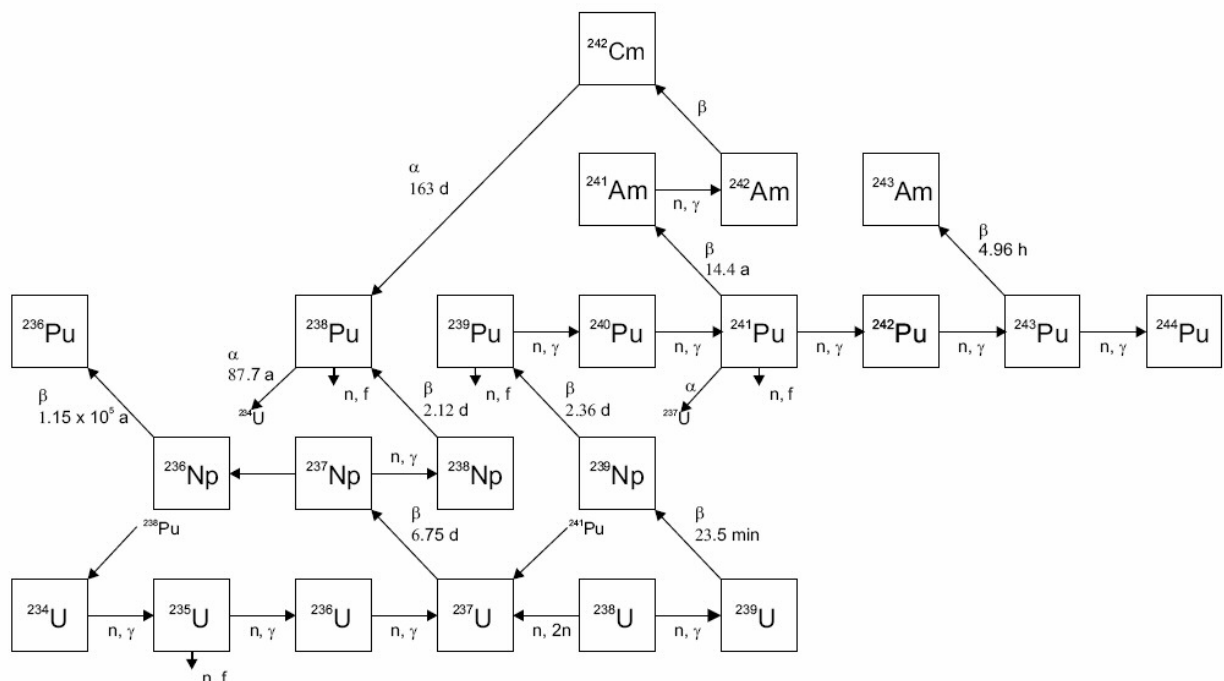 ²⁴²Cm
β
α
163 d
²⁴¹Am
²⁴²Am
²⁴³Am
n, γ
β
14.4 a
β
4.96 h
²³⁶Pu
²³⁸Pu
²³⁹Pu
²⁴⁰Pu
²⁴¹Pu
²⁴²Pu
²⁴³Pu
²⁴⁴Pu
n, γ
n, γ
n, γ
n, γ
n, γ
α
87.7 a
n, f
n, f
α
n, f
²³⁴U
²³⁷U
β
1.15 x 10⁵ a
β
2.12 d
β
2.36 d
²³⁶Np
²³⁷Np
n, γ
²³⁸Np
²³⁹Np
²³⁸Pu
β
6.75 d
²⁴¹Pu
β
23.5 min
²³⁴U
²³⁵U
²³⁶U
²³⁷U
²³⁸U
²³⁹U
n, γ
n, γ
n, γ
n, 2n
n, γ
n, f